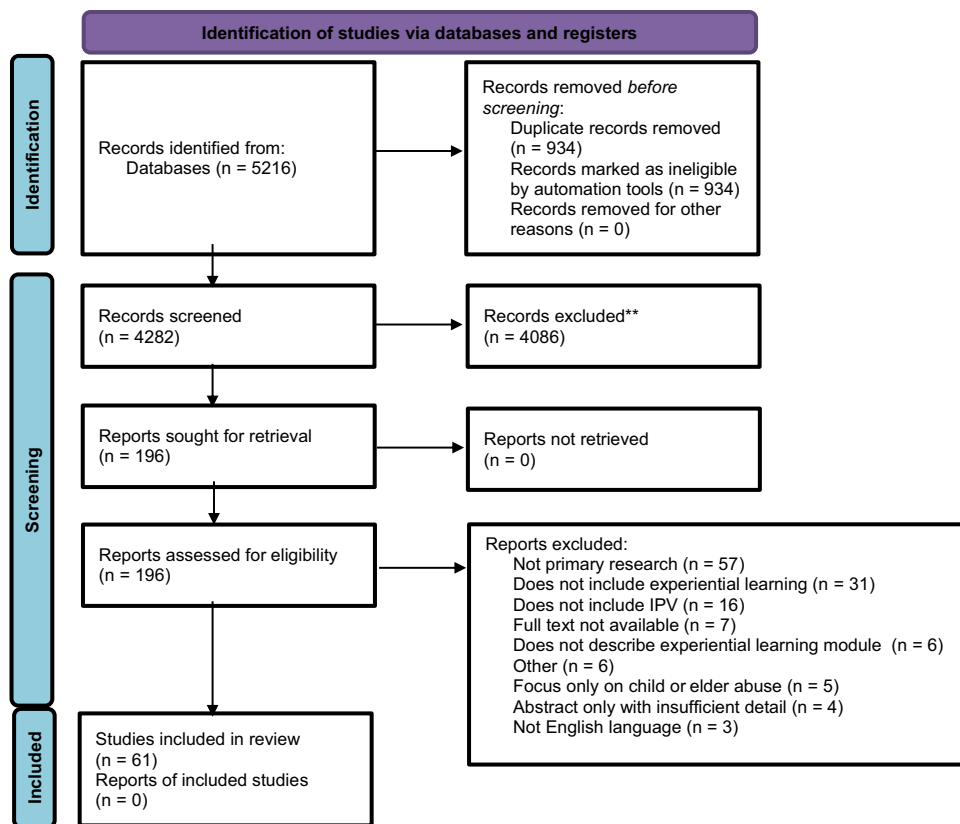 Identification of studies via databases and registers
Identification
Records identified from:
Databases (n = 5216)
Records removed before
screening:
Duplicate records removed
(n = 934)
Records marked as ineligible
by automation tools (n = 934)
Records removed for other
reasons (n = 0)
Screening
Records screened
(n = 4282)
Records excluded**
(n = 4086)
Reports sought for retrieval
(n = 196)
Reports not retrieved
(n = 0)
Reports assessed for eligibility
(n = 196)
Reports excluded:
Not primary research (n = 57)
Does not include experiential learning (n = 31)
Does not include IPV (n = 16)
Full text not available (n = 7)
Does not describe experiential learning module (n = 6)
Other (n = 6)
Focus only on child or elder abuse (n = 5)
Abstract only with insufficient detail (n = 4)
Not English language (n = 3)
Included
Studies included in review
(n = 61)
Reports of included studies
(n = 0)